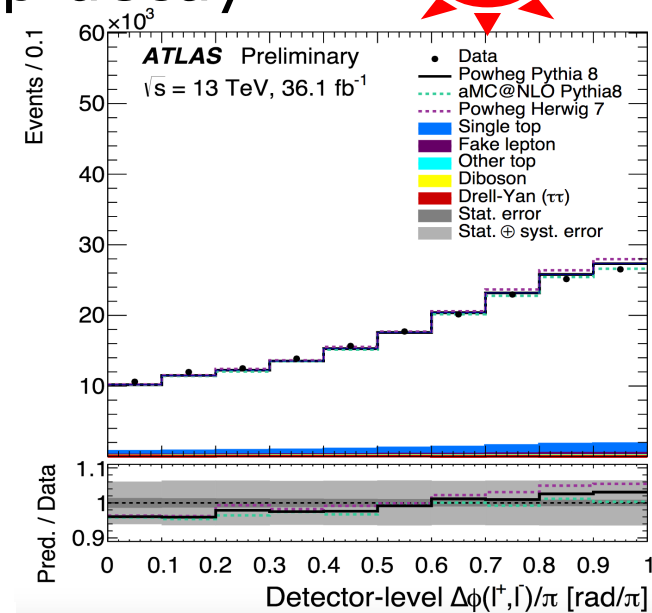 60
×10³
ATLAS Preliminary
√s = 13 TeV, 36.1 fb⁻¹
Events / 0.1
50
40
30
20
10
Data
Powheg Pythia 8
aMC@NLO Pythia8
Powheg Herwig 7
Single top
Fake lepton
Other top
Diboson
Drell-Yan (ττ)
Stat. error
Stat. ⊕ syst. error
Pred. / Data
1.1
1
0.9
0 0.1 0.2 0.3 0.4 0.5 0.6 0.7 0.8 0.9 1
Detector-level Δϕ(l⁺,l⁻)/π [rad/π]